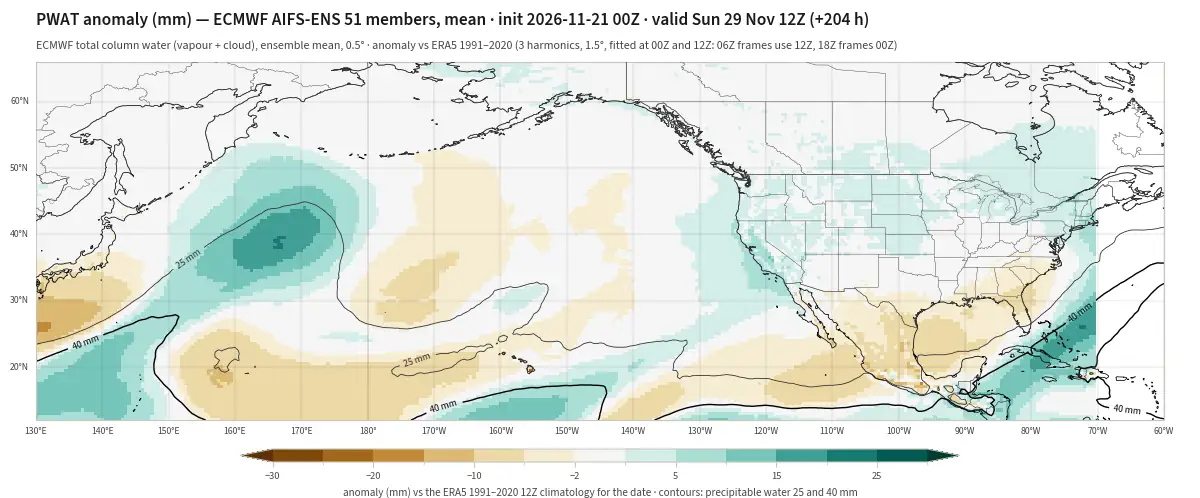 PWAT anomaly (mm) — ECMWF AIFS-ENS 51 members, mean · init 2026-11-21 00Z · valid Sun 29 Nov 12Z (+204 h)
ECMWF total column water (vapour + cloud), ensemble mean, 0.5° · anomaly vs ERA5 1991–2020 (3 harmonics, 1.5°, fitted at 00Z and 12Z: 06Z frames use 12Z, 18Z frames 00Z)
60°N
50°N
40°N
30°N
20°N
25 mm
40 mm
25 mm
40 mm
40 mm
40 mm
130°E 140°E 150°E 160°E 170°E 180° 170°W 160°W 150°W 140°W 130°W 120°W 110°W 100°W 90°W 80°W 70°W 60°W
−30 −20 −10 −2 5 15 25
anomaly (mm) vs the ERA5 1991–2020 12Z climatology for the date · contours: precipitable water 25 and 40 mm